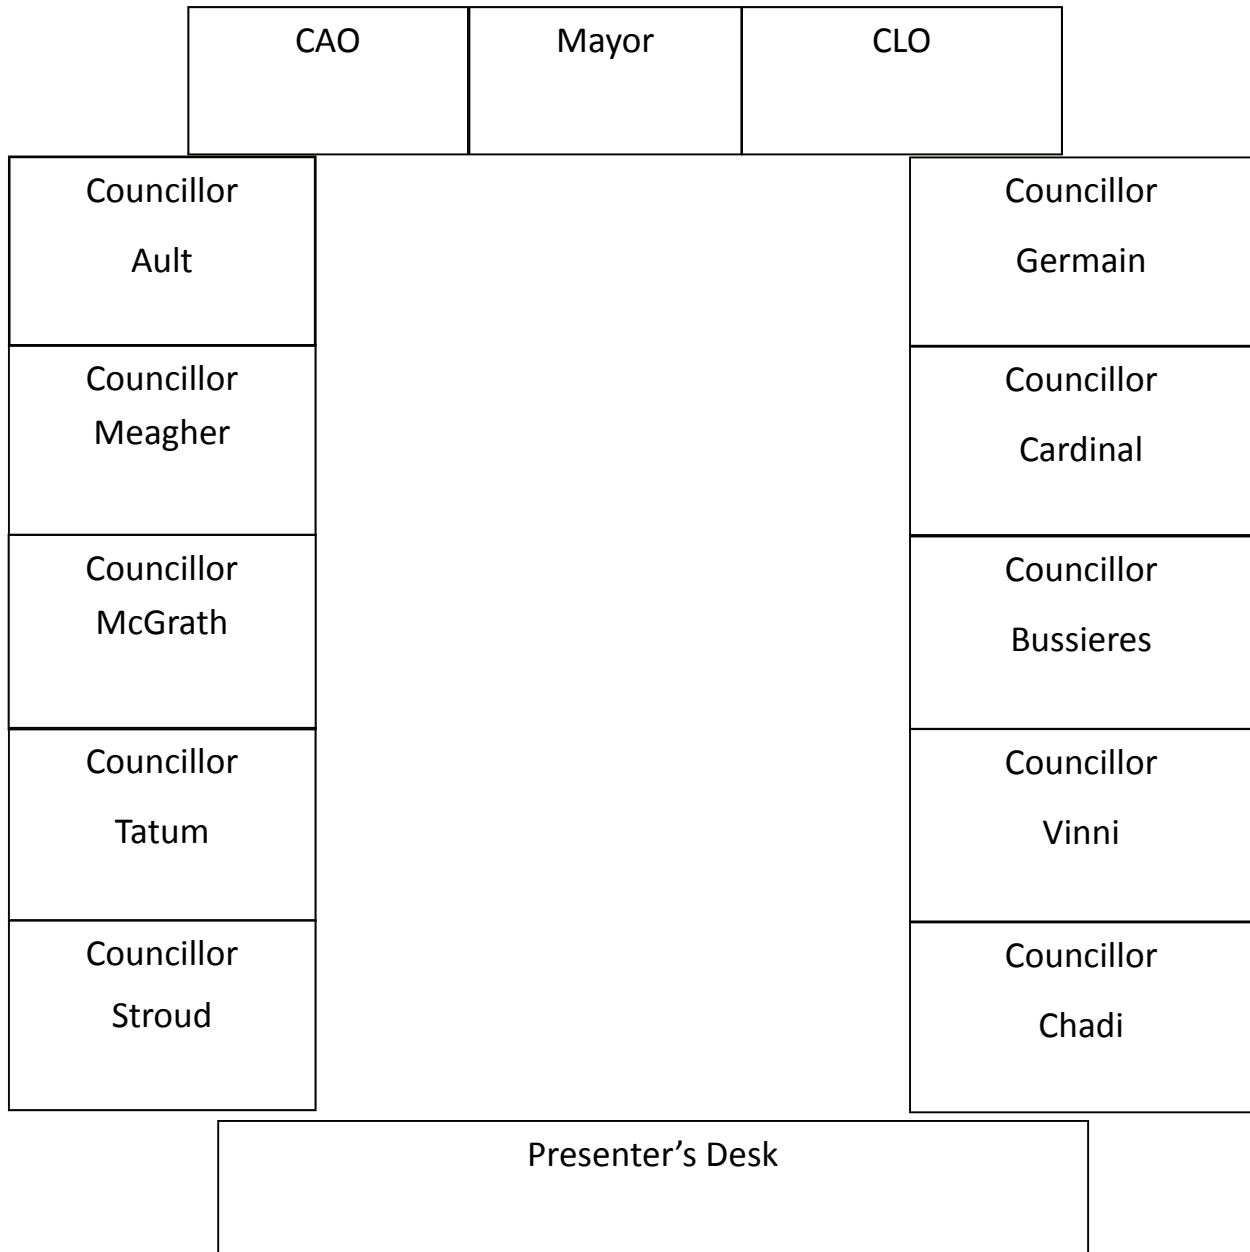 CAO
Mayor
CLO
Councillor
Ault
Councillor
Germain
Councillor
Meagher
Councillor
Cardinal
Councillor
McGrath
Councillor
Bussieres
Councillor
Tatum
Councillor
Vinni
Councillor
Stroud
Councillor
Chadi
Presenter’s Desk